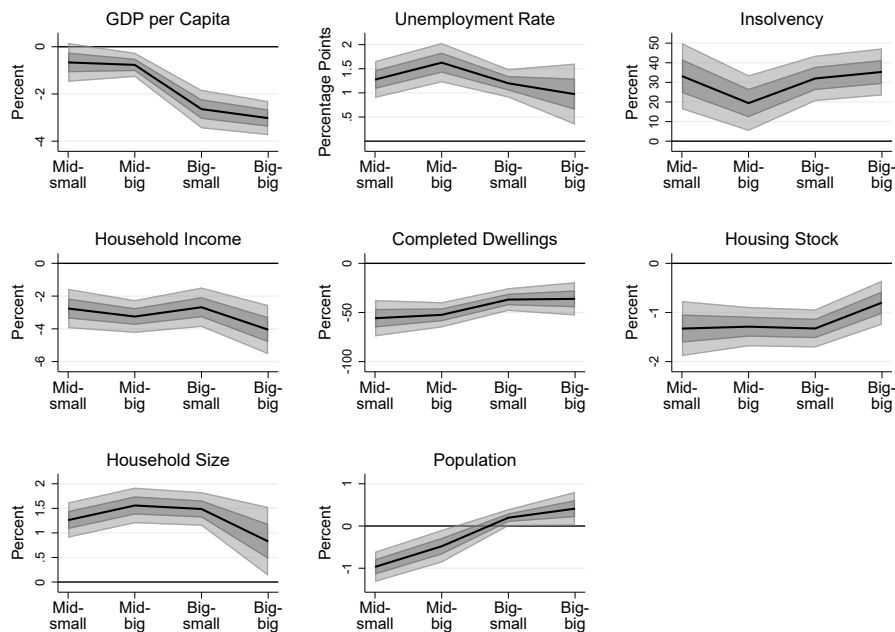 GDP per Capita
Percent
0
-2
-4
Mid-
small
Mid-
big
Big-
small
Big-
big
Unemployment Rate
Percentage Points
2
1.5
1
.5
Mid-
small
Mid-
big
Big-
small
Big-
big
Insolvency
Percent
50
40
30
20
10
0
Mid-
small
Mid-
big
Big-
small
Big-
big
Household Income
Percent
0
-2
-4
-6
Mid-
small
Mid-
big
Big-
small
Big-
big
Completed Dwellings
Percent
0
-50
-100
Mid-
small
Mid-
big
Big-
small
Big-
big
Housing Stock
Percent
0
-1
-2
Mid-
small
Mid-
big
Big-
small
Big-
big
Household Size
Percent
2
1.5
1
.5
0
Mid-
small
Mid-
big
Big-
small
Big-
big
Population
Percent
1
0
-1
Mid-
small
Mid-
big
Big-
small
Big-
big